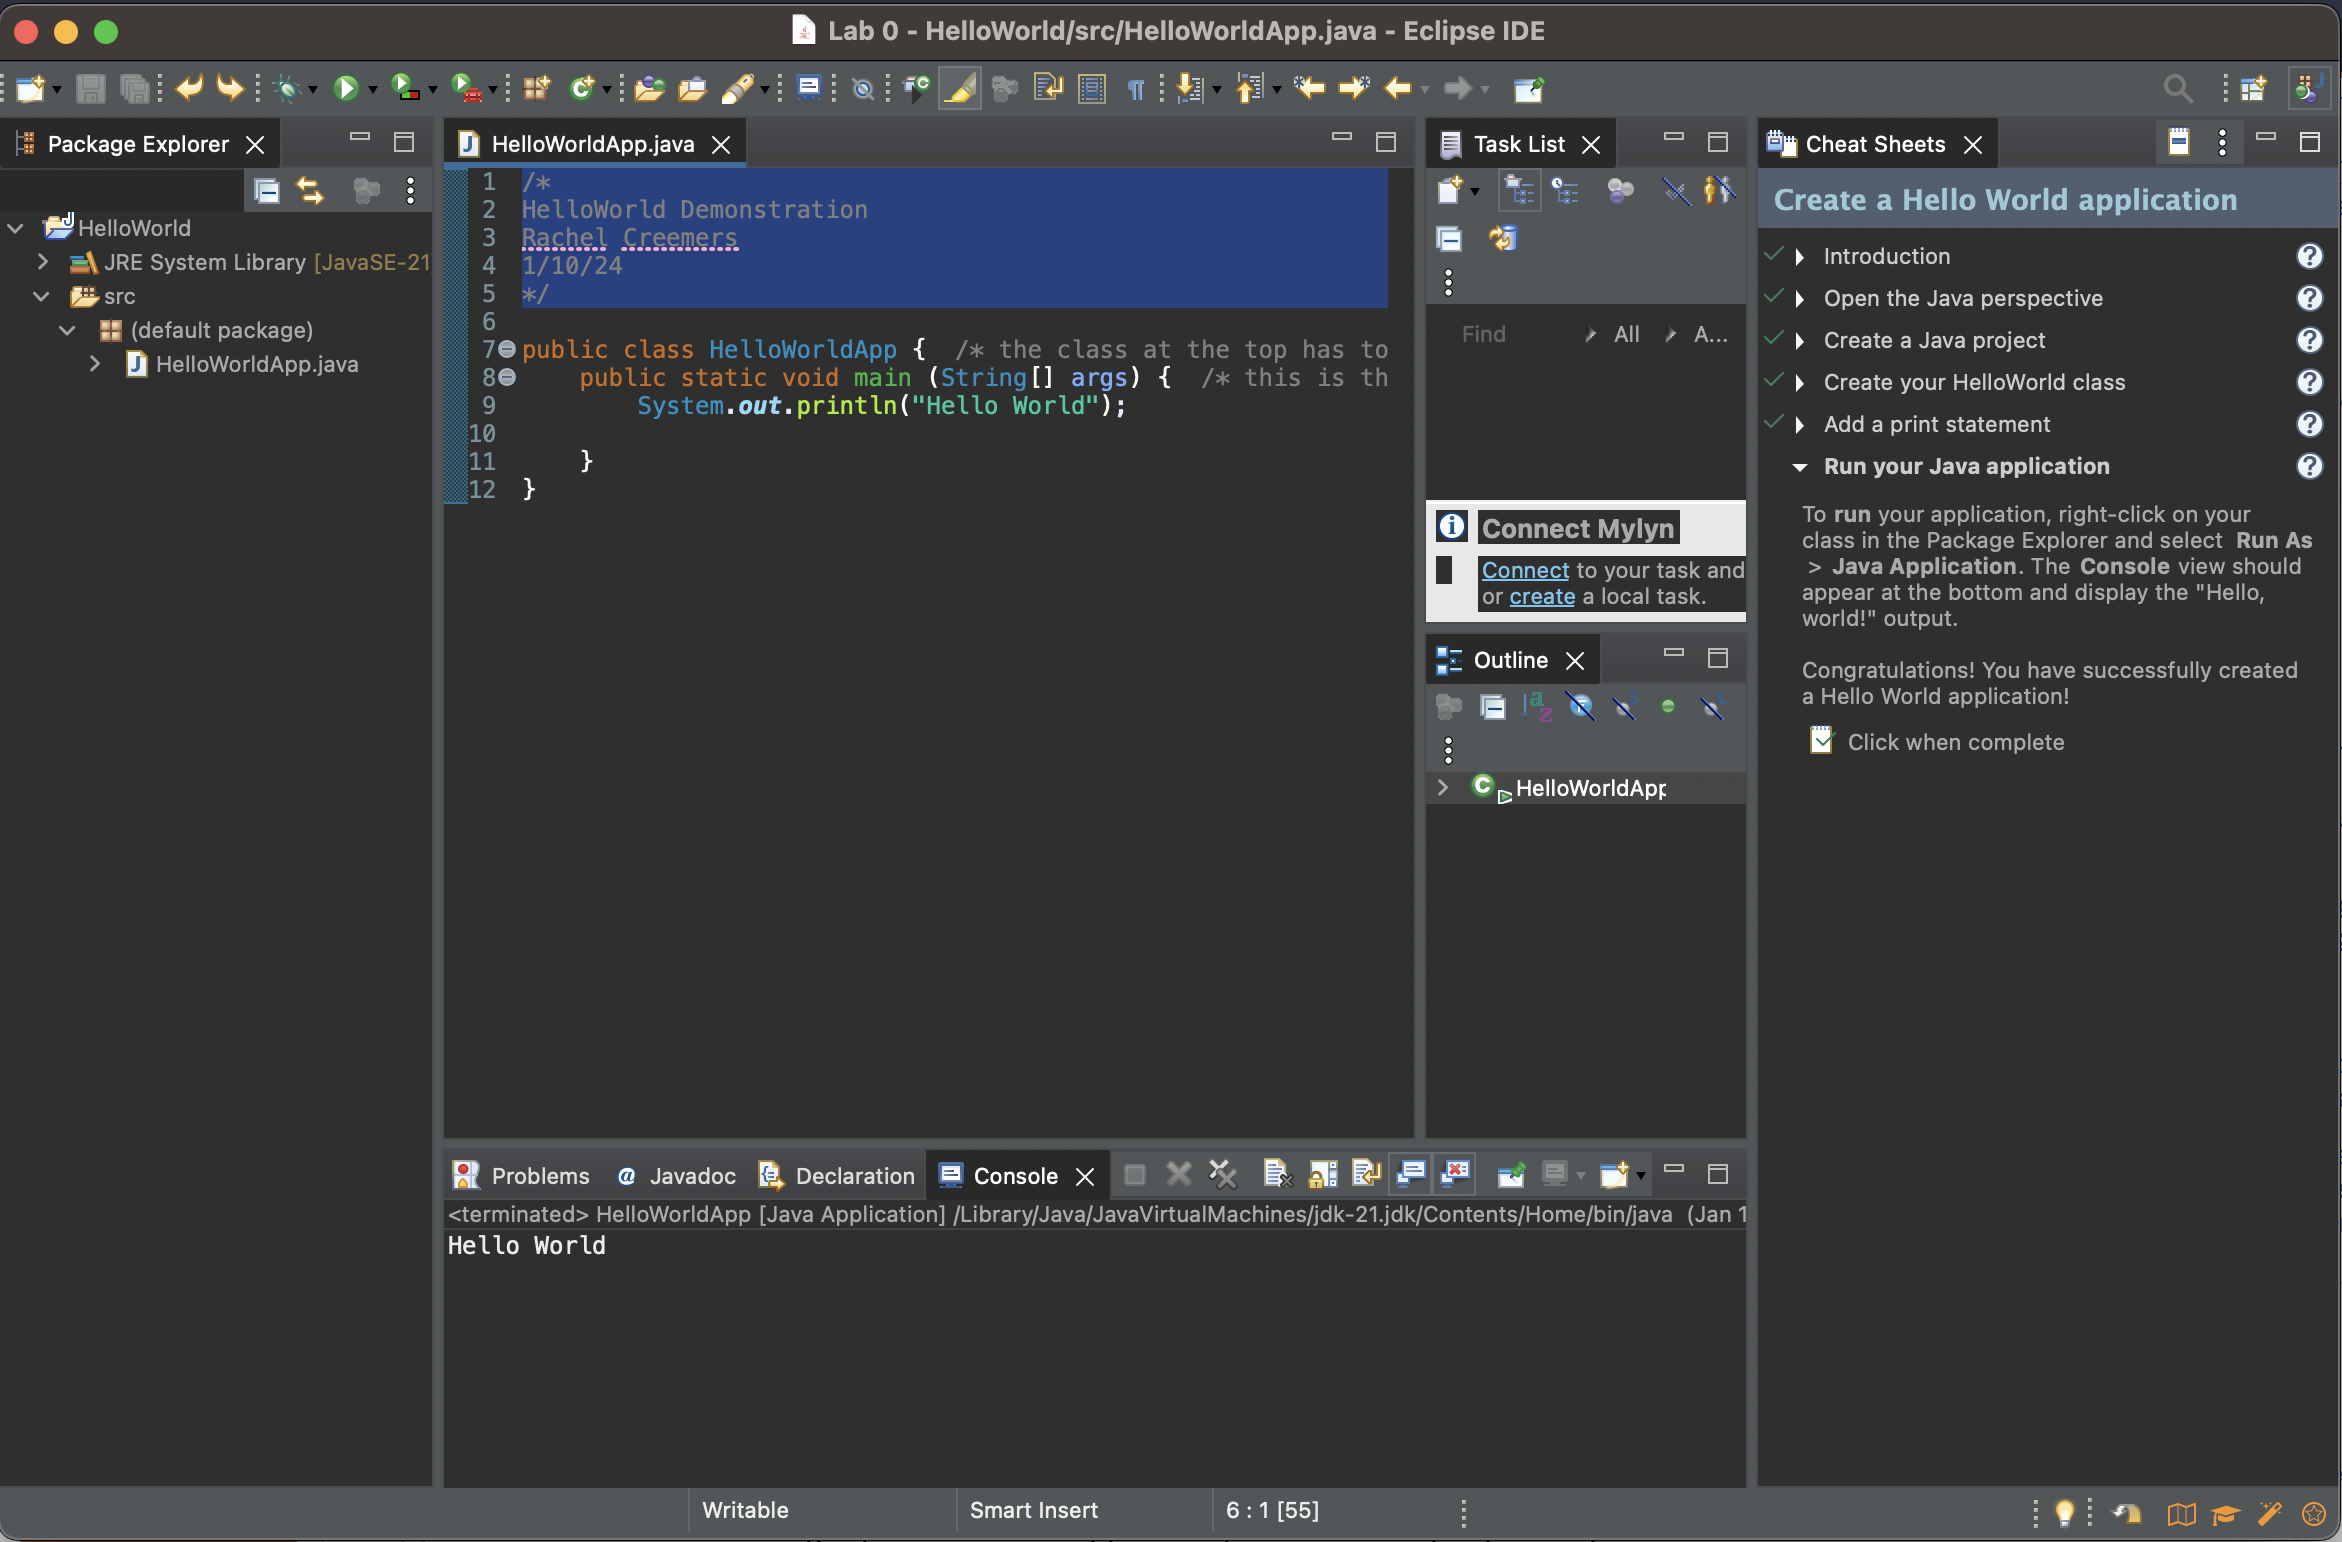 Lab 0 - HelloWorld/src/HelloWorldApp.java - Eclipse IDE
Package Explorer
HelloWorld
JRE System Library [JavaSE-21]
src
(default package)
HelloWorldApp.java
HelloWorldApp.java
1 /*
2 HelloWorld Demonstration
3 Rachel Creemers
4 1/10/24
5 */
6
7 public class HelloWorldApp {  /* the class at the top has to
8     public static void main (String[] args) {  /* this is th
9         System.out.println("Hello World");
10
11     }
12 }
Task List
Find All A...
Connect Mylyn
Connect to your task and
or create a local task.
Outline
HelloWorldApp
Cheat Sheets
Create a Hello World application
Introduction
Open the Java perspective
Create a Java project
Create your HelloWorld class
Add a print statement
Run your Java application
To run your application, right-click on your
class in the Package Explorer and select Run As
> Java Application. The Console view should
appear at the bottom and display the "Hello,
world!" output.
Congratulations! You have successfully created
a Hello World application!
Click when complete
Problems @ Javadoc Declaration Console
<terminated> HelloWorldApp [Java Application] /Library/Java/JavaVirtualMachines/jdk-21.jdk/Contents/Home/bin/java (Jan 1
Hello World
Writable Smart Insert 6 : 1 [55]